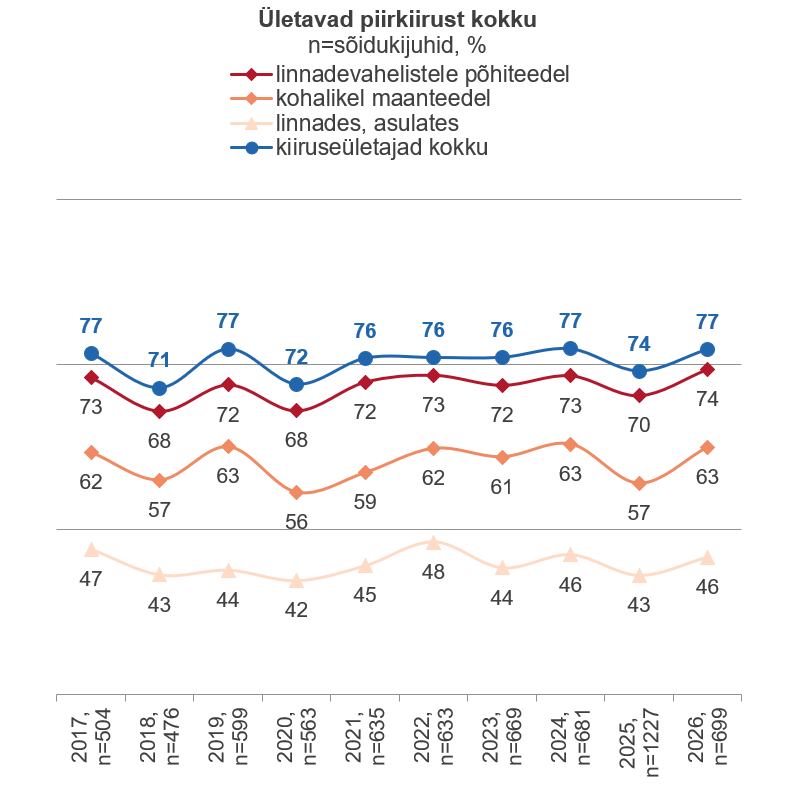 Ületavad piirkiirust kokku
n=sõidukijuhid, %
linnadevahelistele põhiteedel
kohalikel maanteedel
linnades, asulates
kiiruseületajad kokku
77 71 77 72 76 76 76 77 74 77
73 68 72 68 72 73 72 73 70 74
62 57 63 56 59 62 61 63 57 63
47 43 44 42 45 48 44 46 43 46
2017,
n=504
2018,
n=476
2019,
n=599
2020,
n=563
2021,
n=635
2022,
n=633
2023,
n=669
2024,
n=681
2025,
n=1227
2026,
n=699